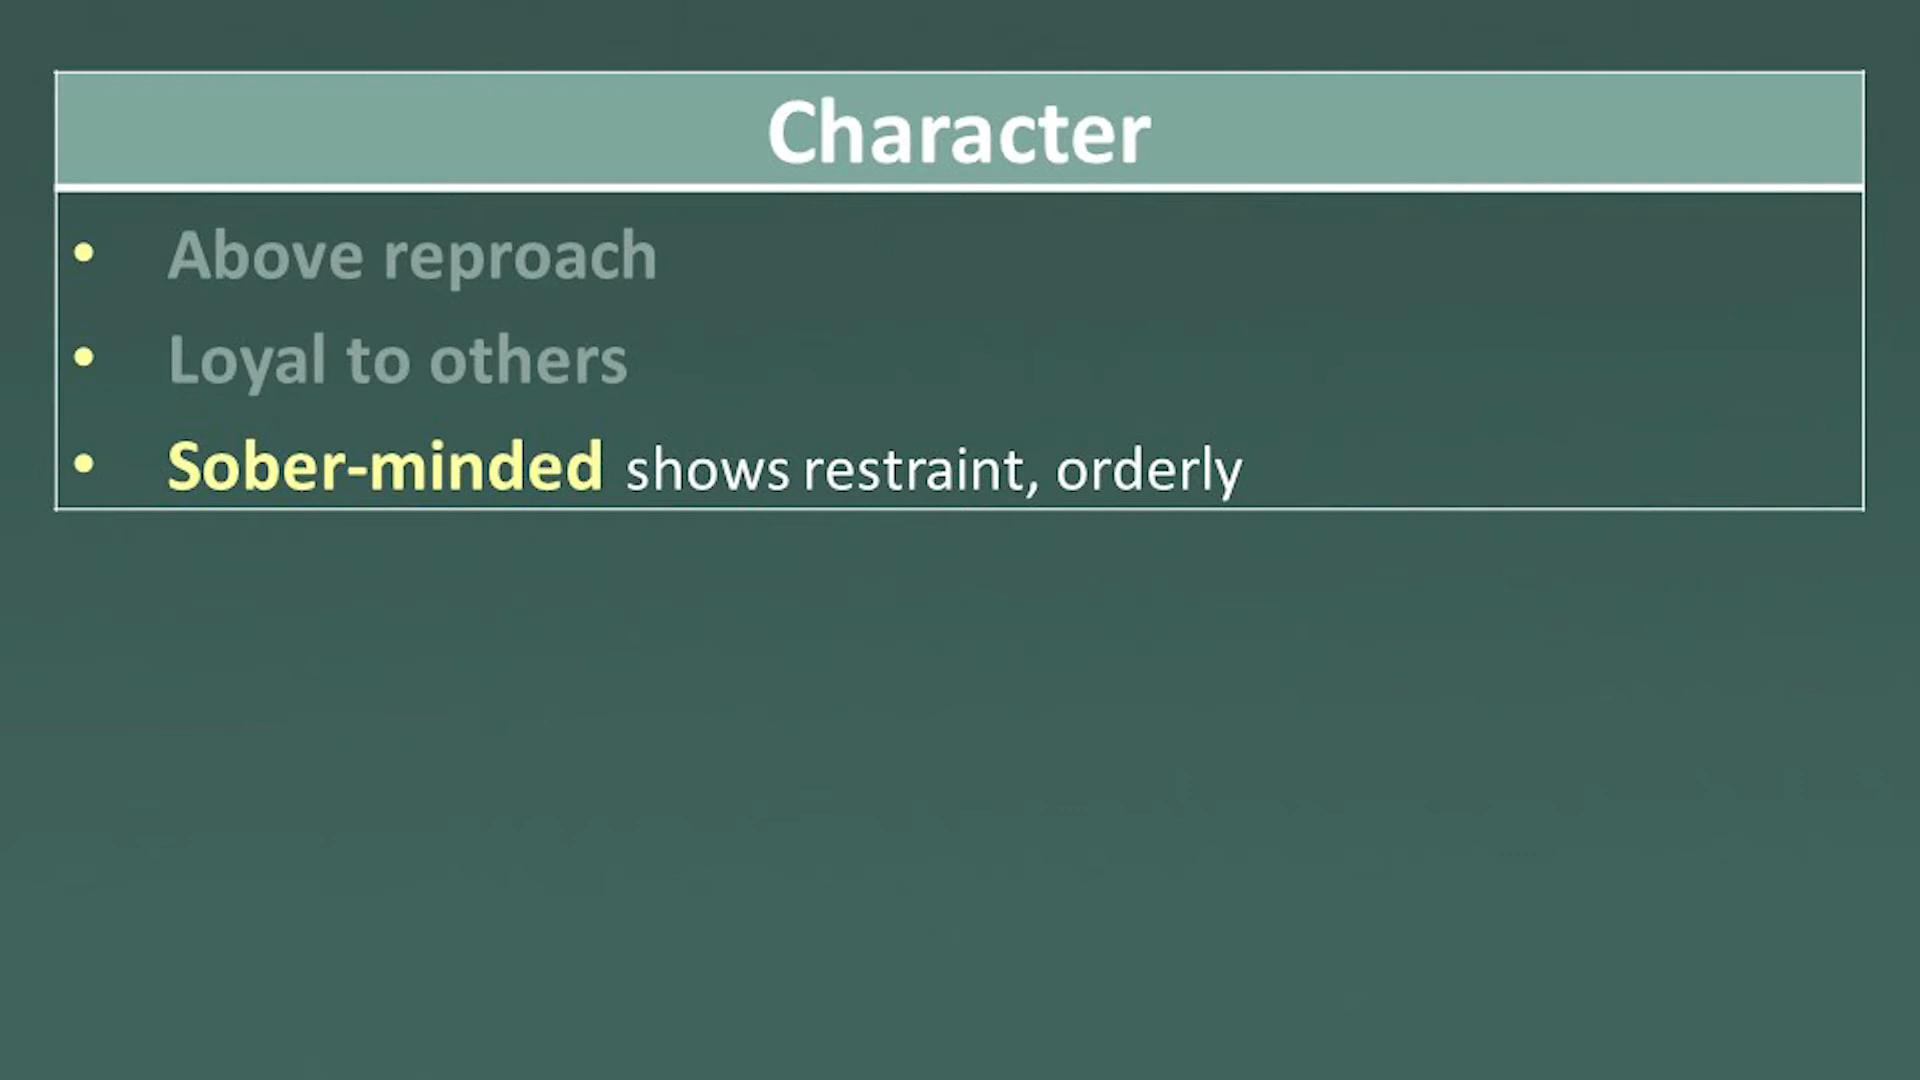 Character
• Above reproach
• Loyal to others
• Sober-minded shows restraint, orderly